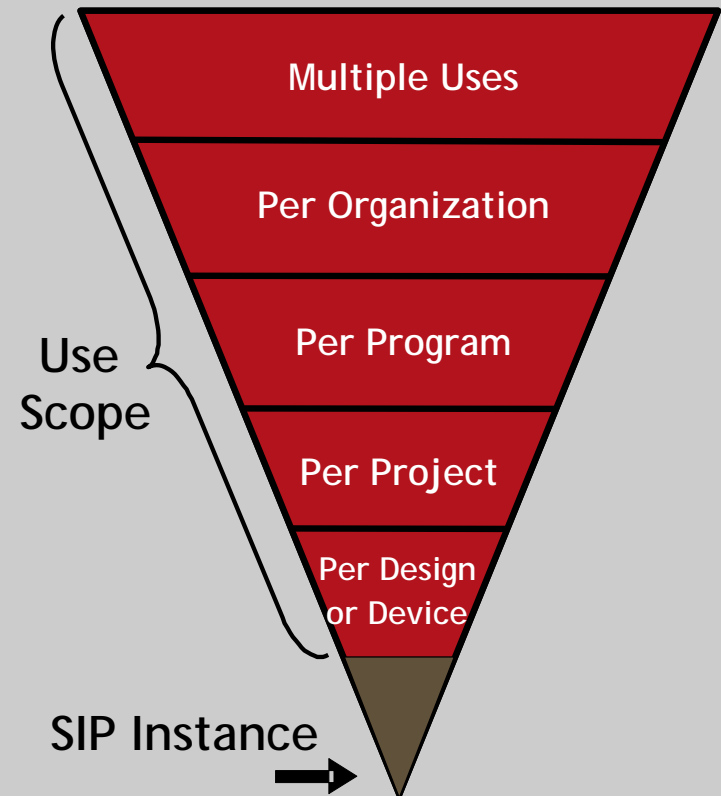 Multiple Uses
Per Organization
Per Program
Use
Scope
Per Project
Per Design
or Device
SIP Instance